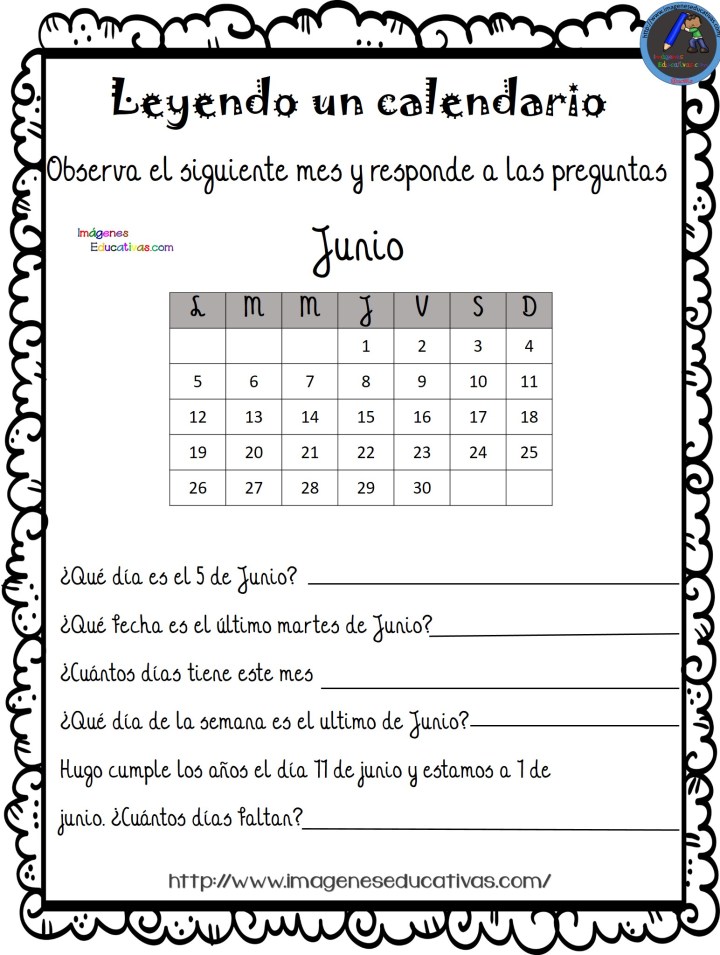 Leyendo un calendario
Observa el siguiente mes y responde a las preguntas
Imágenes
Educativas.com
Junio
L M M J V S D
1 2 3 4
5 6 7 8 9 10 11
12 13 14 15 16 17 18
19 20 21 22 23 24 25
26 27 28 29 30
¿Qué día es el 5 de Junio?
¿Qué fecha es el último martes de Junio?
¿Cuántos días tiene este mes
¿Qué día de la semana es el ultimo de Junio?
Hugo cumple los años el día 11 de junio y estamos a 1 de
junio. ¿Cuántos días faltan?
http://www.imageneseducativas.com/